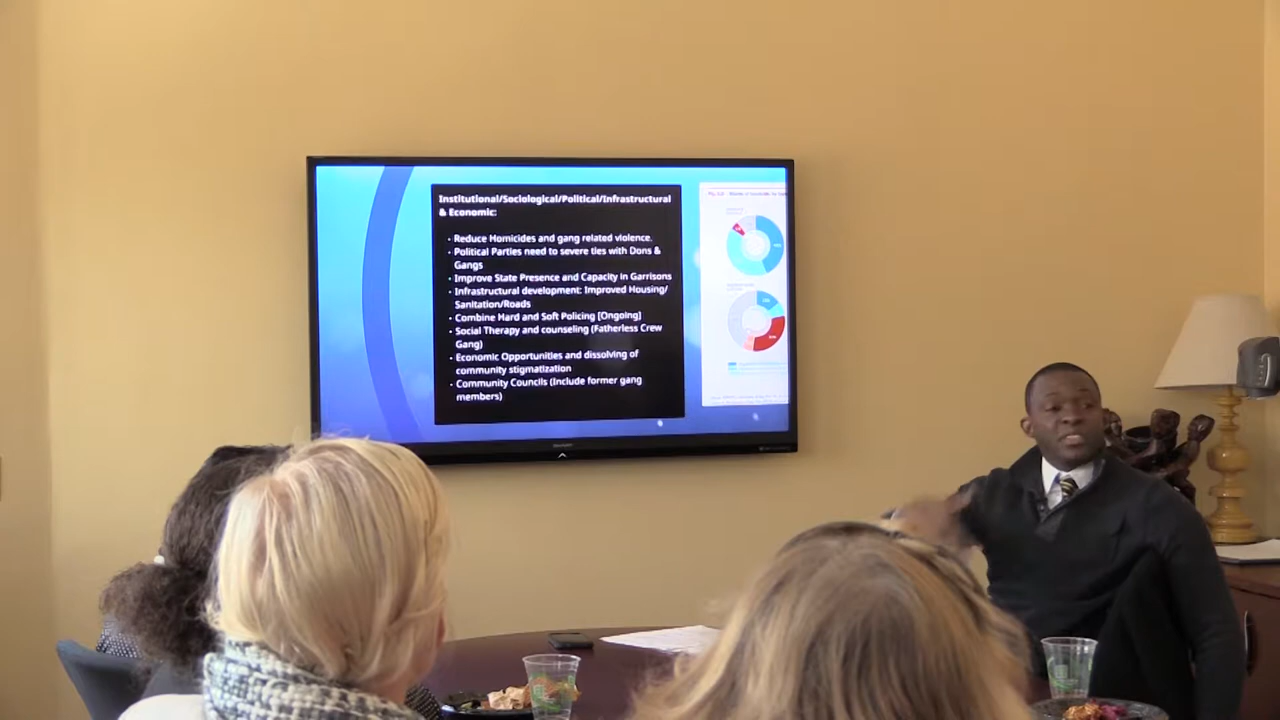 Institutional/Sociological/Political/Infrastructural
& Economic:
• Reduce Homicides and gang related violence.
• Political Parties need to severe ties with Dons &
Gangs
• Improve State Presence and Capacity in Garrisons
• Infrastructural development: Improved Housing/
Sanitation/Roads
• Combine Hard and Soft Policing [Ongoing]
• Social Therapy and counseling (Fatherless Crew
Gang)
• Economic Opportunities and dissolving of
community stigmatization
• Community Councils (Include former gang
members)